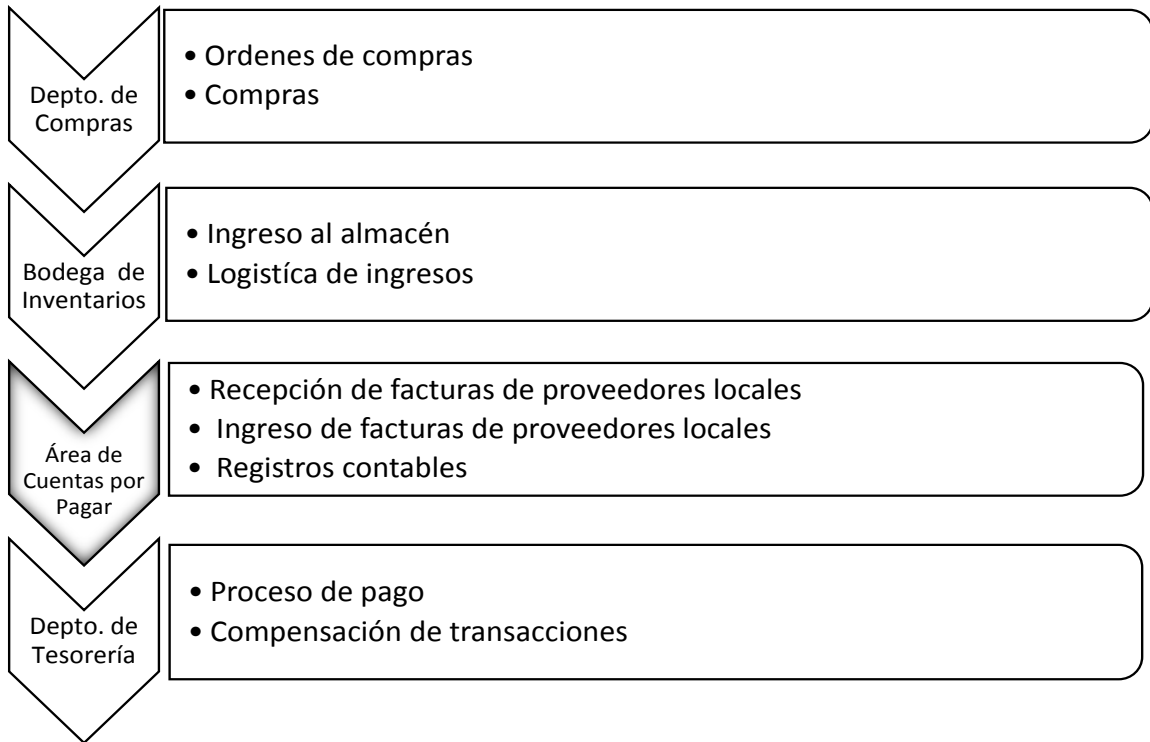 Depto. de
Compras
• Ordenes de compras
• Compras
Bodega de
Inventarios
• Ingreso al almacén
• Logistíca de ingresos
Área de
Cuentas por
Pagar
• Recepción de facturas de proveedores locales
• Ingreso de facturas de proveedores locales
• Registros contables
Depto. de
Tesorería
• Proceso de pago
• Compensación de transacciones